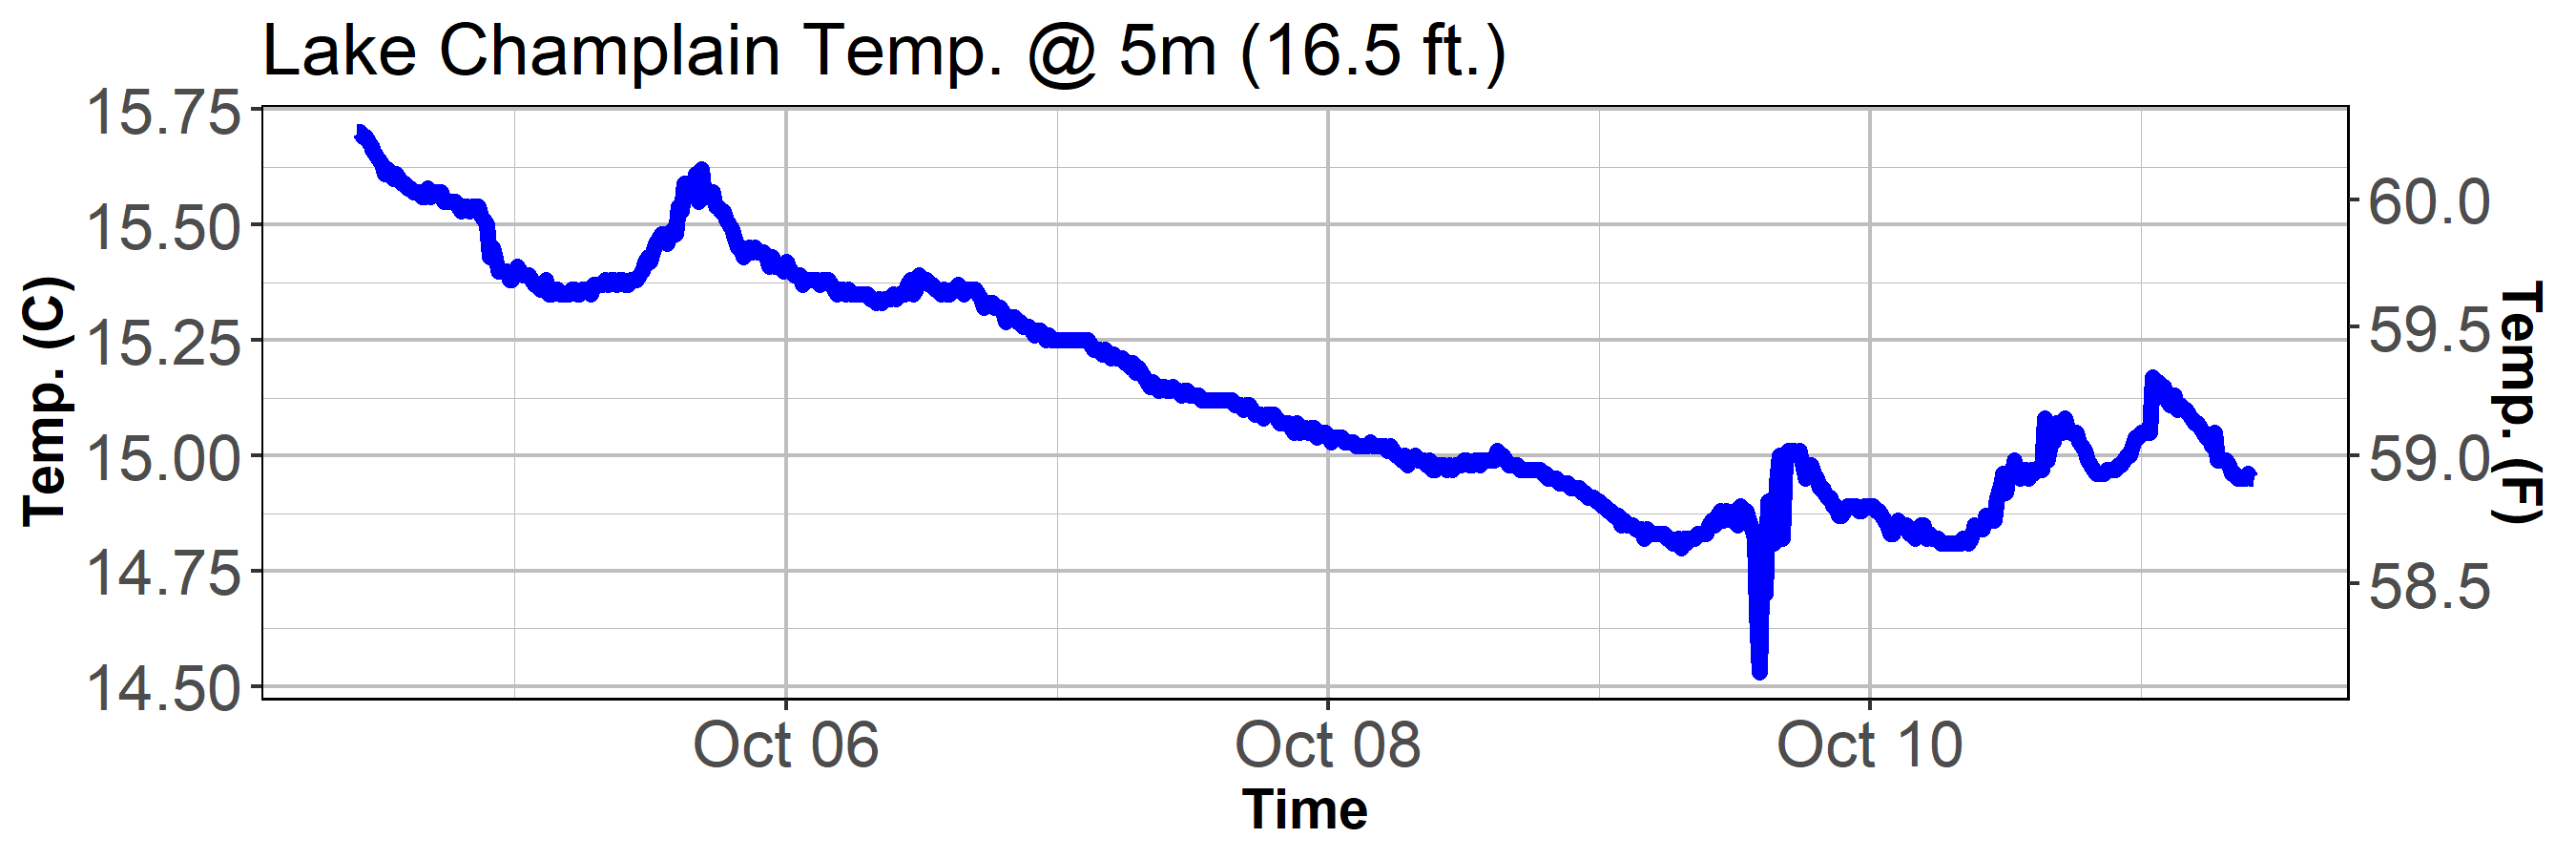 Lake Champlain Temp. @ 5m (16.5 ft.)
Temp. (C)
15.75
15.50
15.25
15.00
14.75
14.50
60.0
59.5
59.0
58.5
Temp. (F)
Oct 06
Oct 08
Oct 10
Time